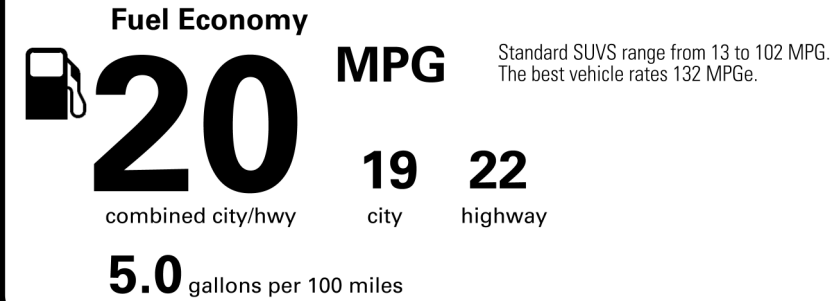 Fuel Economy
20
MPG
Standard SUVS range from 13 to 102 MPG.
The best vehicle rates 132 MPGe.
19 22
combined city/hwy city highway
5.0 gallons per 100 miles